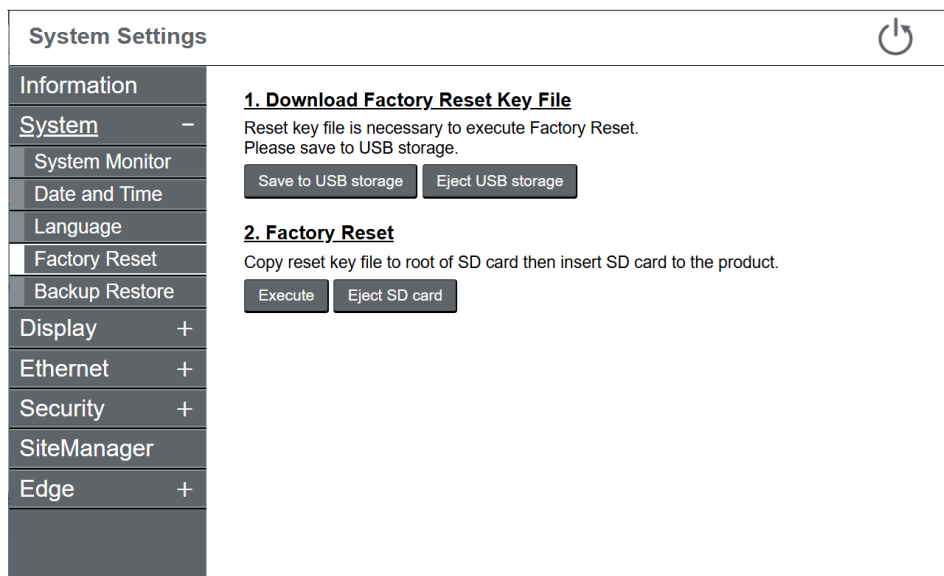 System Settings
Information
System −
System Monitor
Date and Time
Language
Factory Reset
Backup Restore
Display +
Ethernet +
Security +
SiteManager
Edge +
1. Download Factory Reset Key File
Reset key file is necessary to execute Factory Reset.
Please save to USB storage.
Save to USB storage Eject USB storage
2. Factory Reset
Copy reset key file to root of SD card then insert SD card to the product.
Execute Eject SD card